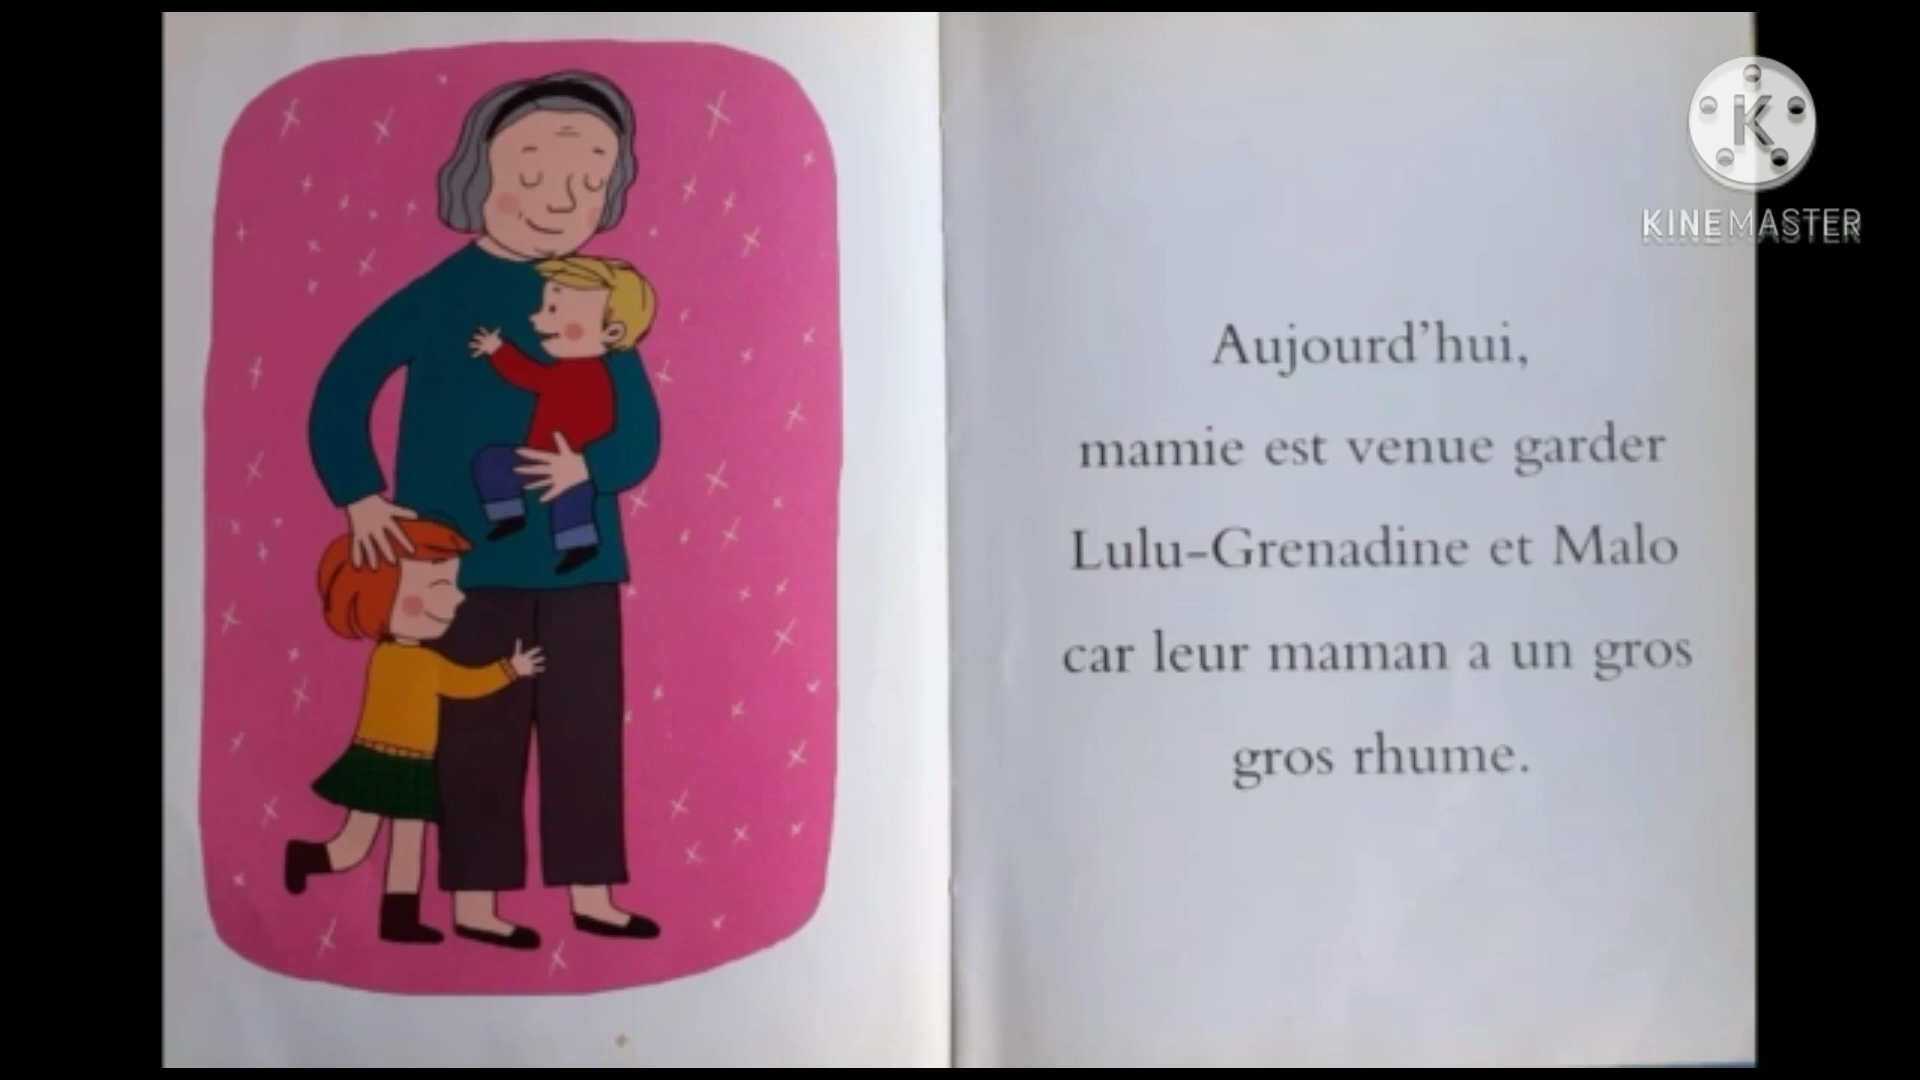 Aujourd'hui,
mamie est venue garder
Lulu-Grenadine et Malo
car leur maman a un gros
gros rhume.
K
KINEMASTER